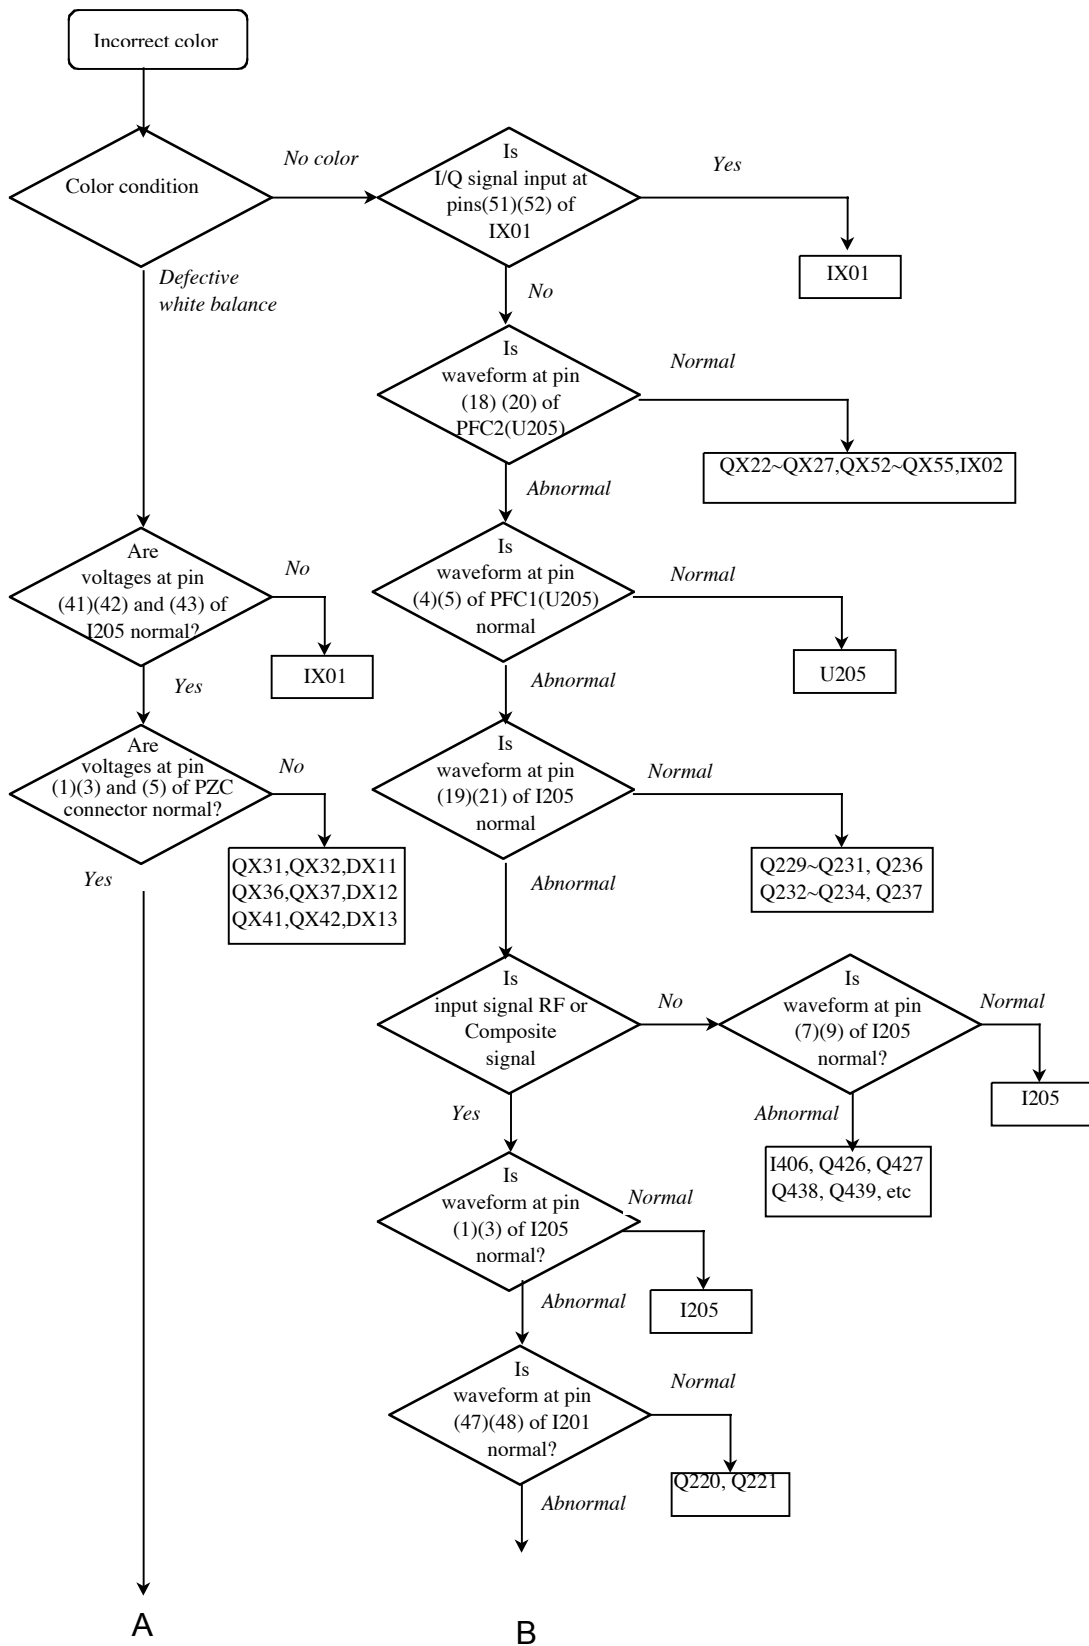 Incorrect color
Color condition
No color
Is
I/Q signal input at
pins(51)(52) of
IX01
Yes
IX01
Defective
white balance
No
Is
waveform at pin
(18) (20) of
PFC2(U205)
Normal
QX22~QX27,QX52~QX55,IX02
Abnormal
Are
voltages at pin
(41)(42) and (43) of
I205 normal?
No
IX01
Yes
Is
waveform at pin
(4)(5) of PFC1(U205)
normal
Normal
U205
Abnormal
Are
voltages at pin
(1)(3) and (5) of PZC
connector normal?
No
QX31,QX32,DX11
QX36,QX37,DX12
QX41,QX42,DX13
Yes
Is
waveform at pin
(19)(21) of I205
normal
Normal
Q229~Q231, Q236
Q232~Q234, Q237
Abnormal
Is
input signal RF or
Composite
signal
No
Is
waveform at pin
(7)(9) of I205
normal?
Normal
I205
Abnormal
I406, Q426, Q427
Q438, Q439, etc
Yes
Is
waveform at pin
(1)(3) of I205
normal?
Normal
I205
Abnormal
Is
waveform at pin
(47)(48) of I201
normal?
Normal
Q220, Q221
Abnormal
A
B